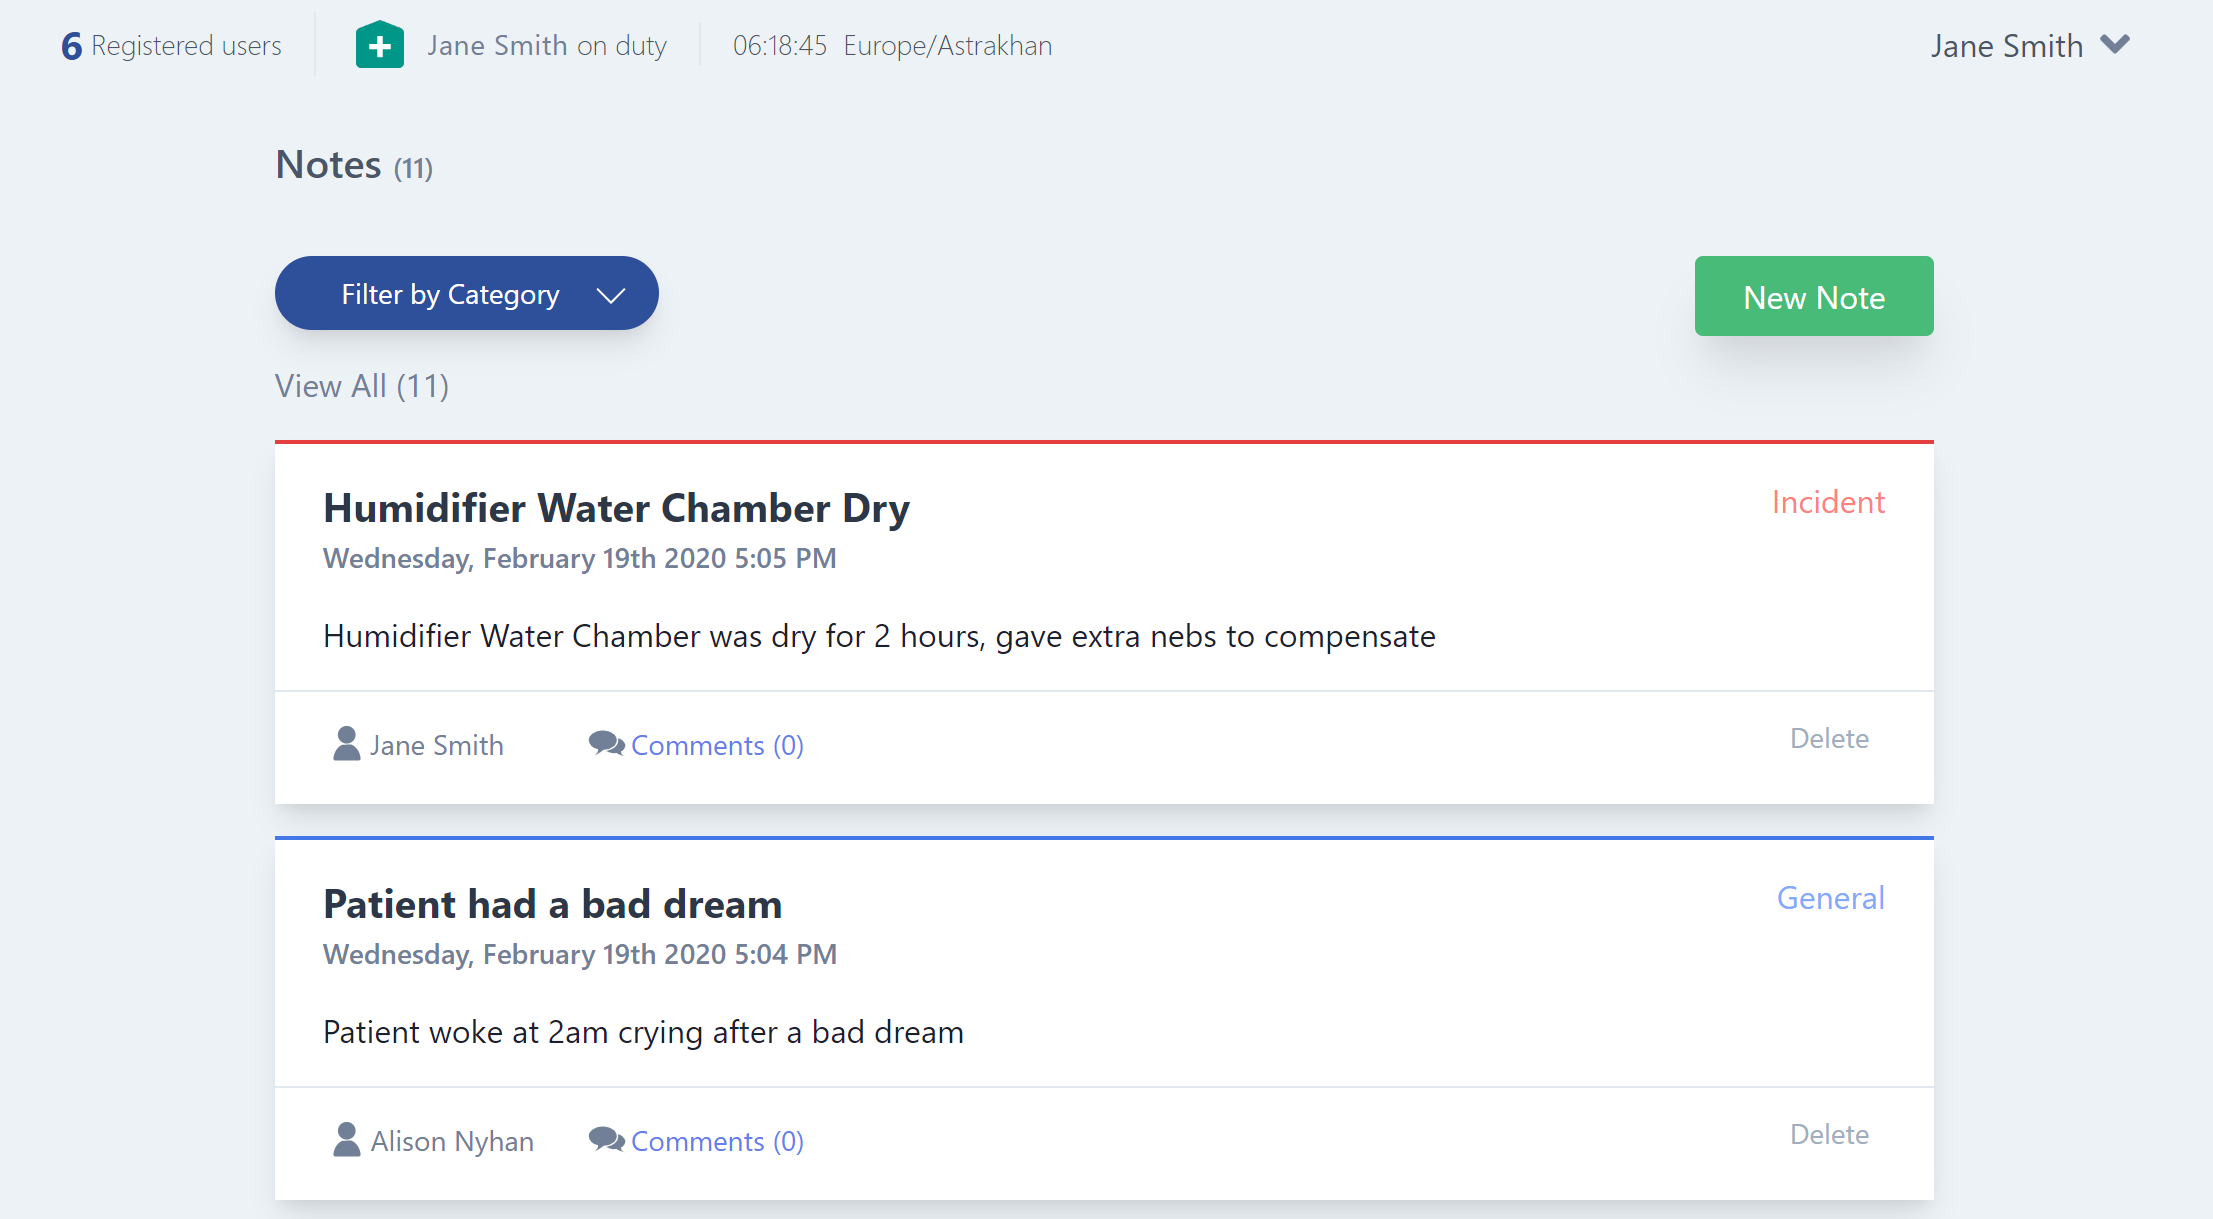 6 Registered users
Jane Smith on duty
06:18:45 Europe/Astrakhan
Jane Smith
Notes (11)
Filter by Category
New Note
View All (11)
Humidifier Water Chamber Dry
Incident
Wednesday, February 19th 2020 5:05 PM
Humidifier Water Chamber was dry for 2 hours, gave extra nebs to compensate
Jane Smith
Comments (0)
Delete
Patient had a bad dream
General
Wednesday, February 19th 2020 5:04 PM
Patient woke at 2am crying after a bad dream
Alison Nyhan
Comments (0)
Delete